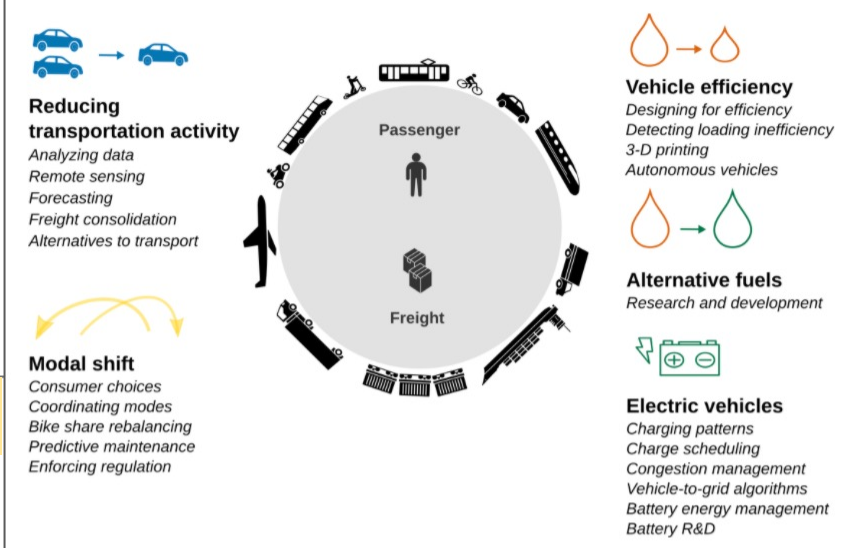 Reducing
transportation activity
Analyzing data
Remote sensing
Forecasting
Freight consolidation
Alternatives to transport
Modal shift
Consumer choices
Coordinating modes
Bike share rebalancing
Predictive maintenance
Enforcing regulation
Passenger
Freight
Vehicle efficiency
Designing for efficiency
Detecting loading inefficiency
3-D printing
Autonomous vehicles
Alternative fuels
Research and development
Electric vehicles
Charging patterns
Charge scheduling
Congestion management
Vehicle-to-grid algorithms
Battery energy management
Battery R&D